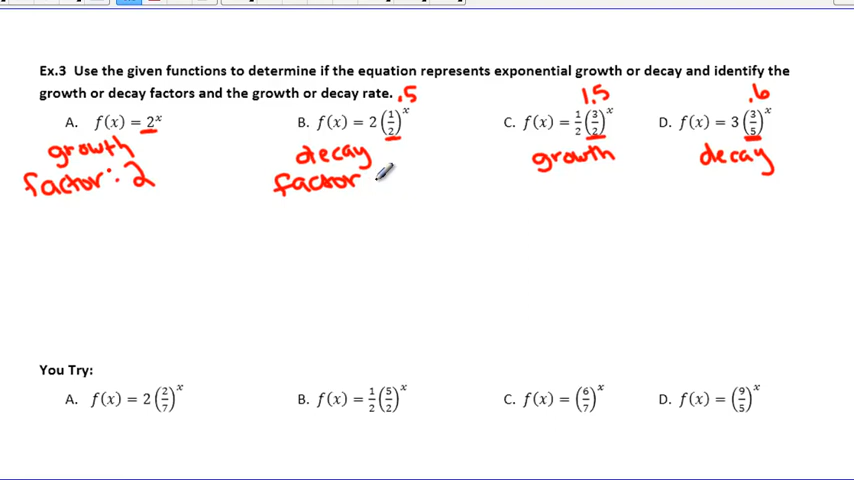 Ex.3 Use the given functions to determine if the equation represents exponential growth or decay and identify the
growth or decay factors and the growth or decay rate.
.5 1.5 .6
A. f(x) = 2ˣ B. f(x) = 2(1/2)ˣ C. f(x) = 1/2(3/2)ˣ D. f(x) = 3(3/5)ˣ
growth decay growth decay
factor: 2 factor
You Try:
A. f(x) = 2(2/7)ˣ B. f(x) = 1/2(5/2)ˣ C. f(x) = (6/7)ˣ D. f(x) = (9/5)ˣ